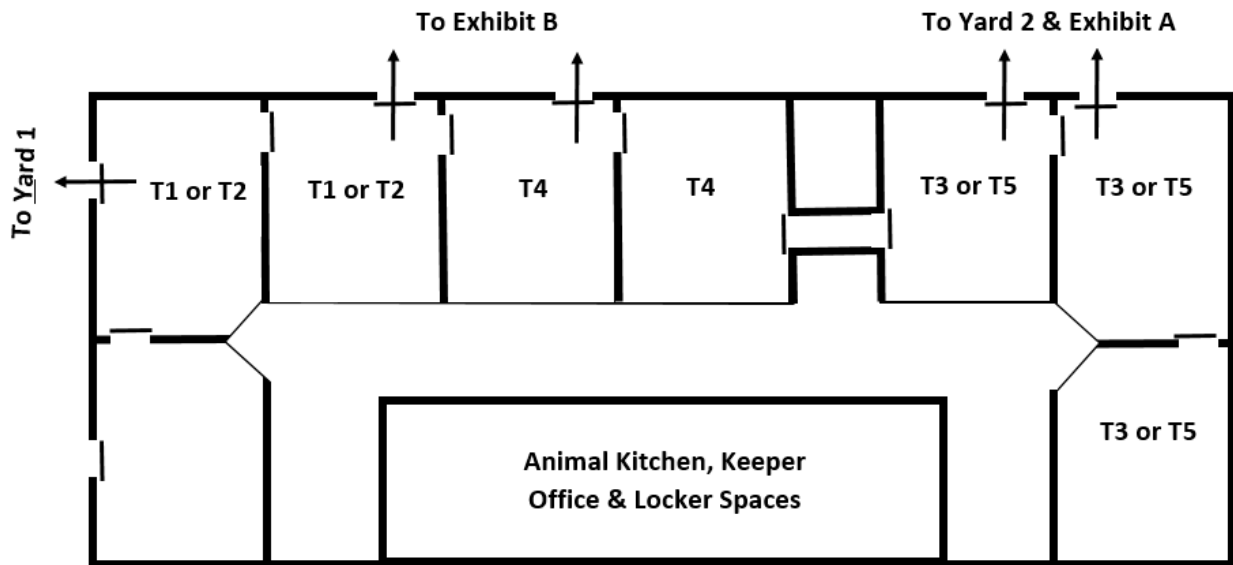 To Exhibit B
To Yard 2 & Exhibit A
To Yard 1
T1 or T2
T1 or T2
T4
T4
T3 or T5
T3 or T5
T3 or T5
Animal Kitchen, Keeper
Office & Locker Spaces